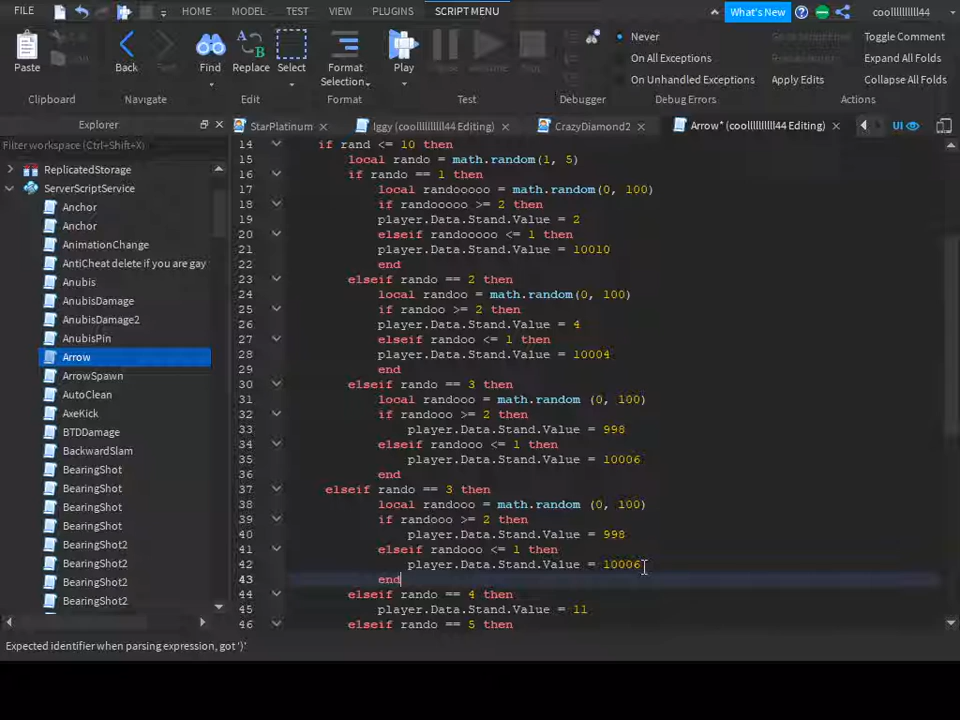 FILE
HOME
MODEL
TEST
VIEW
PLUGINS
SCRIPT MENU
What's New
coolllllllll44
Paste
Back
Find
Replace
Select
Format
Selection
Play
Never
On All Exceptions
On Unhandled Exceptions
Apply Edits
Toggle Comment
Expand All Folds
Collapse All Folds
Clipboard
Navigate
Edit
Format
Test
Debugger
Debug Errors
Actions
Explorer
StarPlatinum
Iggy (coolllllllll44 Editing)
CrazyDiamond2
Arrow* (coolllllllll44 Editing)
UI
Filter workspace (Ctrl+Shift+X)
ReplicatedStorage
ServerScriptService
Anchor
Anchor
AnimationChange
AntiCheat delete if you are gay
Anubis
AnubisDamage
AnubisDamage2
AnubisPin
Arrow
ArrowSpawn
AutoClean
AxeKick
BTDDamage
BackwardSlam
BearingShot
BearingShot
BearingShot
BearingShot
BearingShot2
BearingShot2
BearingShot2
BearingShot2
14 if rand <= 10 then
15 local rando = math.random(1, 5)
16 if rando == 1 then
17 local randooooo = math.random(0, 100)
18 if randooooo >= 2 then
19 player.Data.Stand.Value = 2
20 elseif randooooo <= 1 then
21 player.Data.Stand.Value = 10010
22 end
23 elseif rando == 2 then
24 local randoo = math.random(0, 100)
25 if randoo >= 2 then
26 player.Data.Stand.Value = 4
27 elseif randoo <= 1 then
28 player.Data.Stand.Value = 10004
29 end
30 elseif rando == 3 then
31 local randooo = math.random (0, 100)
32 if randooo >= 2 then
33 player.Data.Stand.Value = 998
34 elseif randooo <= 1 then
35 player.Data.Stand.Value = 10006
36 end
37 elseif rando == 3 then
38 local randooo = math.random (0, 100)
39 if randooo >= 2 then
40 player.Data.Stand.Value = 998
41 elseif randooo <= 1 then
42 player.Data.Stand.Value = 10006
43 end
44 elseif rando == 4 then
45 player.Data.Stand.Value = 11
46 elseif rando == 5 then
Expected identifier when parsing expression, got ')'